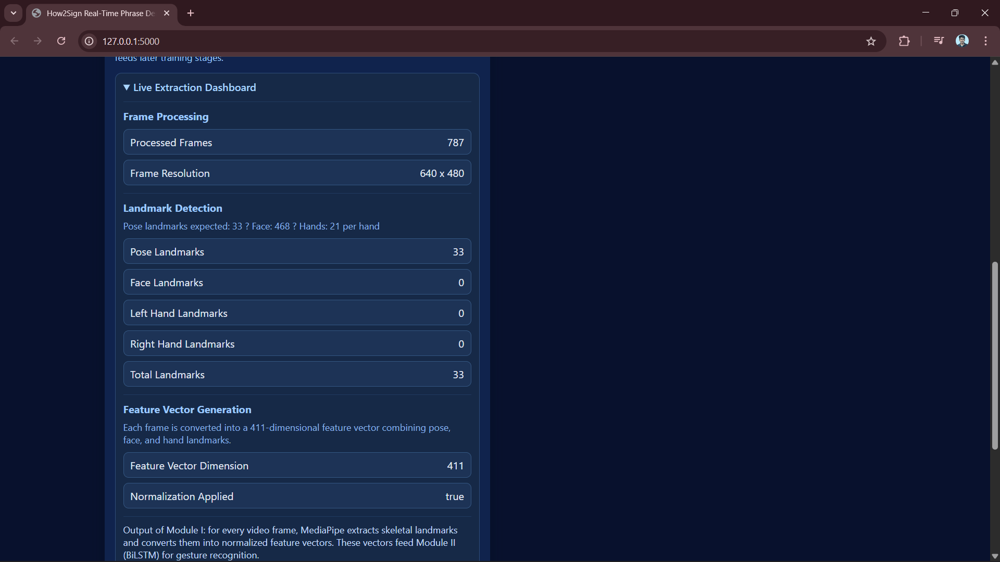 How2Sign Real-Time Phrase De
127.0.0.1:5000
feeds later training stages.
Live Extraction Dashboard
Frame Processing
Processed Frames 787
Frame Resolution 640 x 480
Landmark Detection
Pose landmarks expected: 33 ? Face: 468 ? Hands: 21 per hand
Pose Landmarks 33
Face Landmarks 0
Left Hand Landmarks 0
Right Hand Landmarks 0
Total Landmarks 33
Feature Vector Generation
Each frame is converted into a 411-dimensional feature vector combining pose,
face, and hand landmarks.
Feature Vector Dimension 411
Normalization Applied true
Output of Module I: for every video frame, MediaPipe extracts skeletal landmarks
and converts them into normalized feature vectors. These vectors feed Module II
(BiLSTM) for gesture recognition.